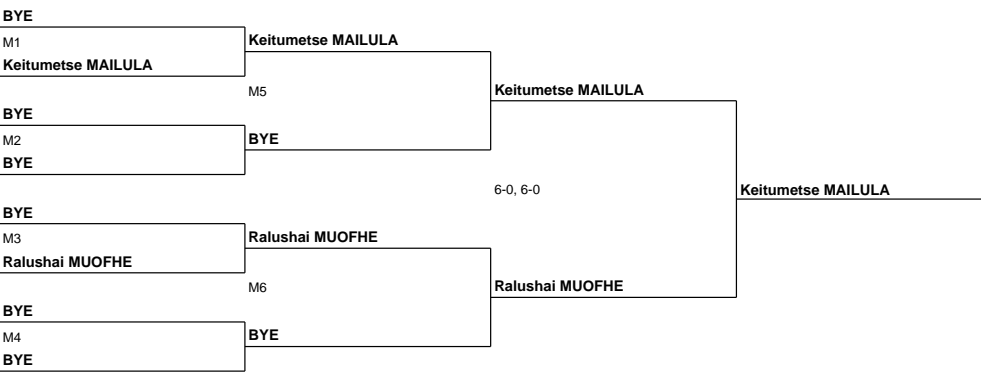 BYE
M1
Keitumetse MAILULA
Keitumetse MAILULA
M5
Keitumetse MAILULA
BYE
M2
BYE
BYE
6-0, 6-0
Keitumetse MAILULA
BYE
M3
Ralushai MUOFHE
Ralushai MUOFHE
M6
Ralushai MUOFHE
BYE
M4
BYE
BYE